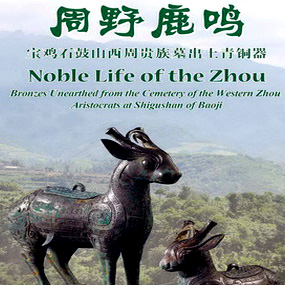 周野鹿鸣
宝鸡石鼓山西周贵族墓出土青铜器
Noble Life of the Zhou
Bronzes Unearthed from the Cemetery of the Western Zhou
Aristocrats at Shigushan of Baoji